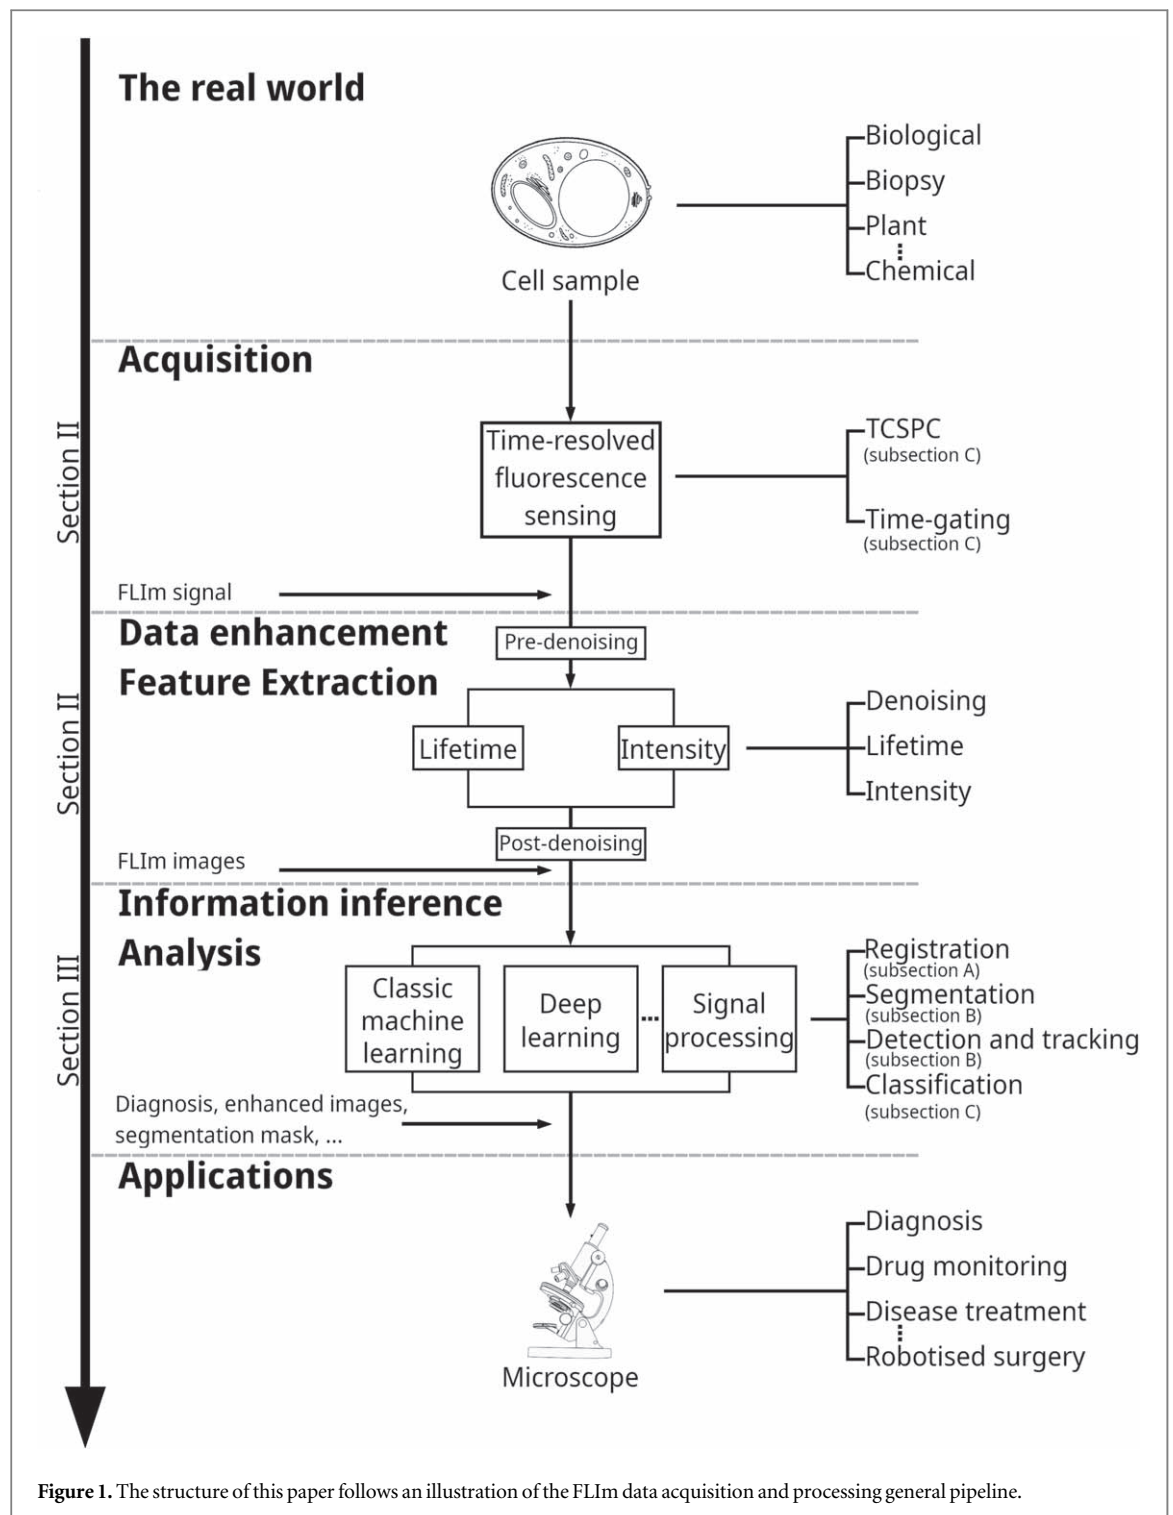 The real world
Biological
Biopsy
Plant
Chemical
Cell sample
Acquisition
Section II
Time-resolved
fluorescence
sensing
TCSPC
(subsection C)
Time-gating
(subsection C)
FLIm signal
Data enhancement
Pre-denoising
Feature Extraction
Section II
Lifetime
Intensity
Denoising
Lifetime
Intensity
Post-denoising
FLIm images
Information inference
Analysis
Section III
Classic
machine
learning
Deep
learning
...
Signal
processing
Registration
(subsection A)
Segmentation
(subsection B)
Detection and tracking
(subsection B)
Classification
(subsection C)
Diagnosis, enhanced images,
segmentation mask, ...
Applications
Diagnosis
Drug monitoring
Disease treatment
Robotised surgery
Microscope
Figure 1. The structure of this paper follows an illustration of the FLIm data acquisition and processing general pipeline.